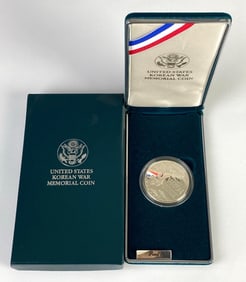 UNITED STATES
KOREAN WAR
MEMORIAL COIN
UNITED STATES
KOREAN WAR
MEMORIAL COIN